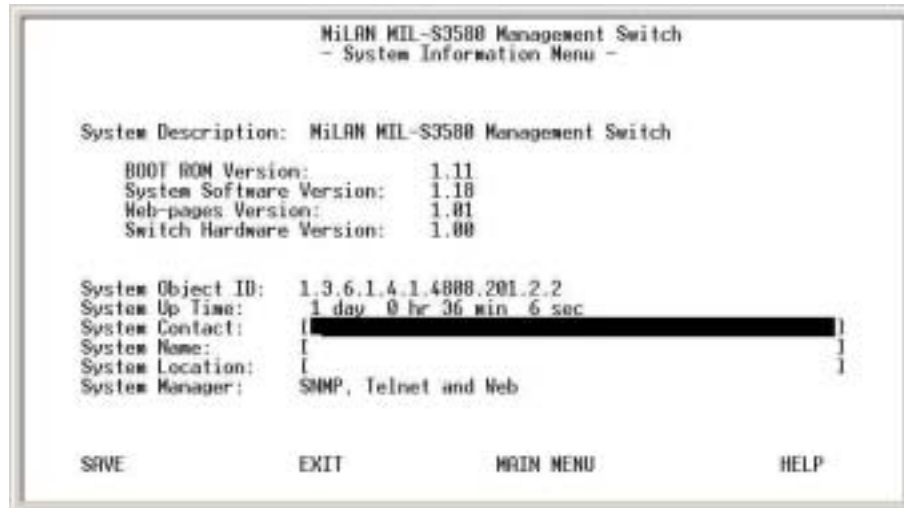 MiLAN MIL-S3580 Management Switch
- System Information Menu -
System Description: MiLAN MIL-S3580 Management Switch
BOOT ROM Version: 1.11
System Software Version: 1.18
Web-pages Version: 1.01
Switch Hardware Version: 1.00
System Object ID: 1.3.6.1.4.1.4808.201.2.2
System Up Time: 1 day 0 hr 36 min 6 sec
System Contact: [ ]
System Name: [ ]
System Location: [ ]
System Manager: SNMP, Telnet and Web
SAVE EXIT MAIN MENU HELP